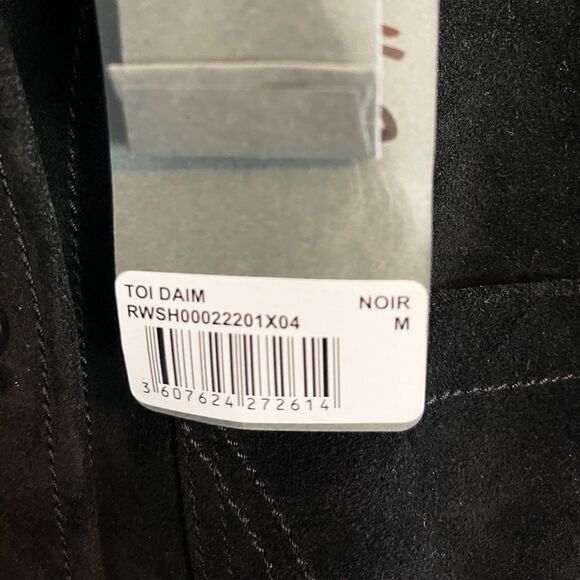 TOI DAIM NOIR
RWSH00022201X04 M
3 607624 272614